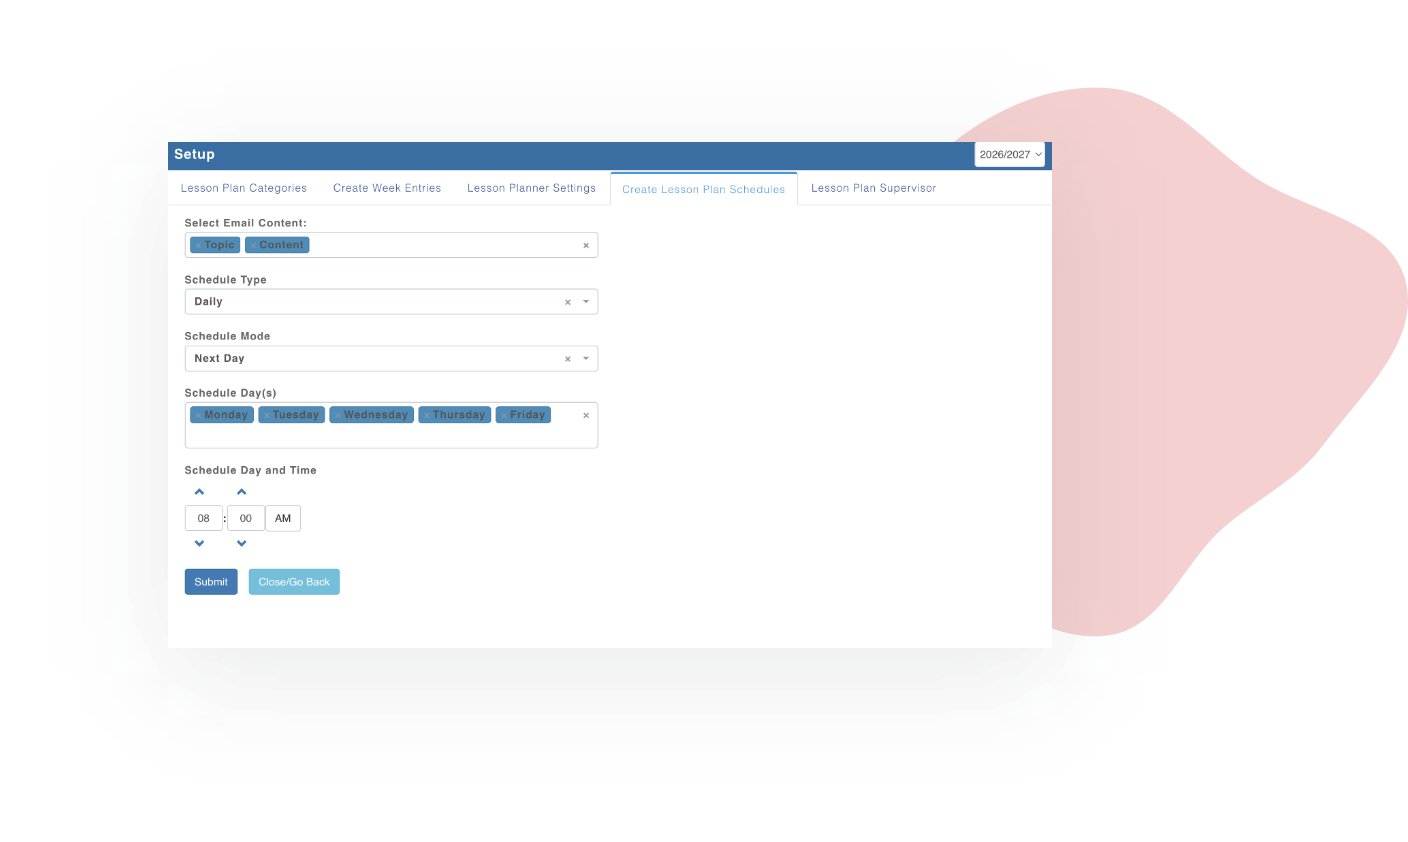 Setup 2026/2027
Lesson Plan Categories Create Week Entries Lesson Planner Settings Create Lesson Plan Schedules Lesson Plan Supervisor
Select Email Content:
× Topic × Content ×
Schedule Type
Daily ×
Schedule Mode
Next Day ×
Schedule Day(s)
× Monday × Tuesday × Wednesday × Thursday × Friday ×
Schedule Day and Time
08 : 00 AM
Submit Close/Go Back